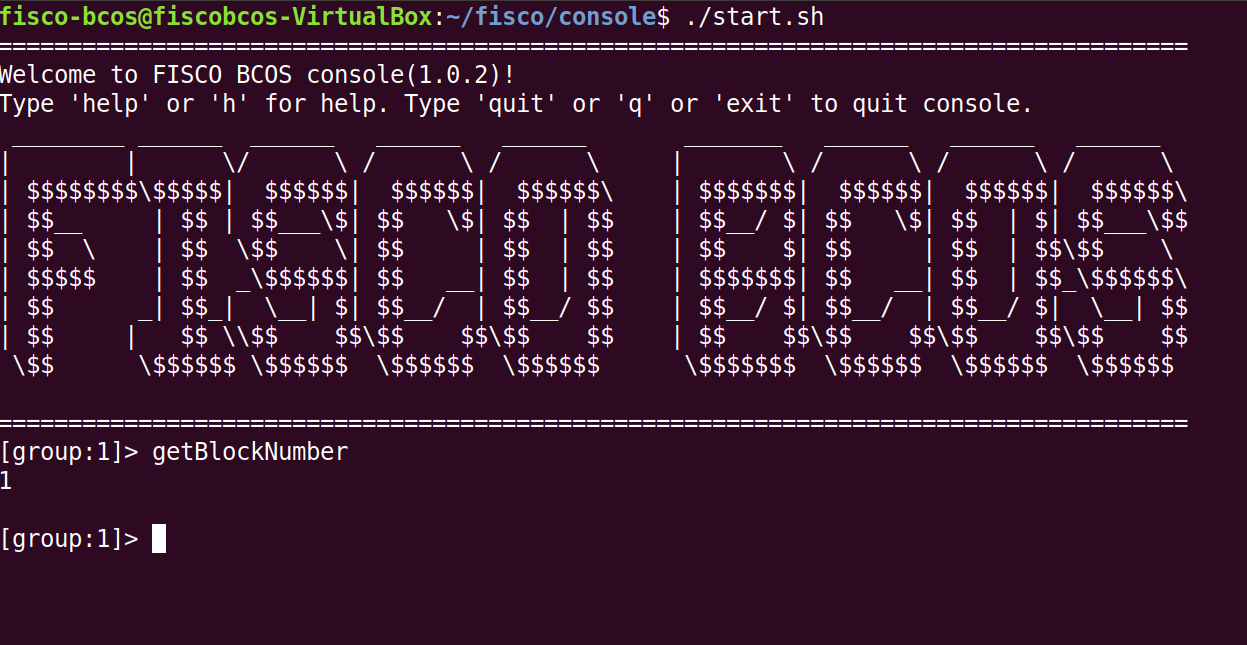 fisco-bcos@fiscobcos-VirtualBox:~/fisco/console$ ./start.sh
=====================================================================================
Welcome to FISCO BCOS console(1.0.2)!
Type 'help' or 'h' for help. Type 'quit' or 'q' or 'exit' to quit console.
 ________ ______  ______   ______   ______       _______   ______   ______   ______
|        |      \/      \ /      \ /      \     |       \ /      \ /      \ /      \
| $$$$$$$$\$$$$$|  $$$$$$|  $$$$$$|  $$$$$$\    | $$$$$$$|  $$$$$$|  $$$$$$|  $$$$$$\
| $$__     | $$ | $$___\$| $$   \$| $$  | $$    | $$__/ $| $$   \$| $$  | $| $$___\$$
| $$  \    | $$  \$$    \| $$     | $$  | $$    | $$    $| $$     | $$  | $$\$$    \
| $$$$$    | $$  _\$$$$$$| $$   __| $$  | $$    | $$$$$$$| $$   __| $$  | $$_\$$$$$$\
| $$      _| $$_|  \__| $| $$__/  | $$__/ $$    | $$__/ $| $$__/  | $$__/ $|  \__| $$
| $$     |   $$ \\$$    $$\$$    $$\$$    $$    | $$    $$\$$    $$\$$    $$\$$    $$
 \$$      \$$$$$$ \$$$$$$  \$$$$$$  \$$$$$$      \$$$$$$$  \$$$$$$  \$$$$$$  \$$$$$$
=====================================================================================
[group:1]> getBlockNumber
1
[group:1]>